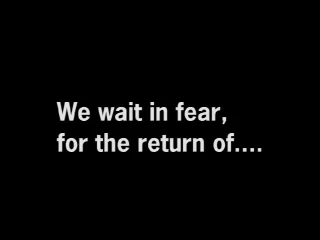 We wait in fear,
for the return of....